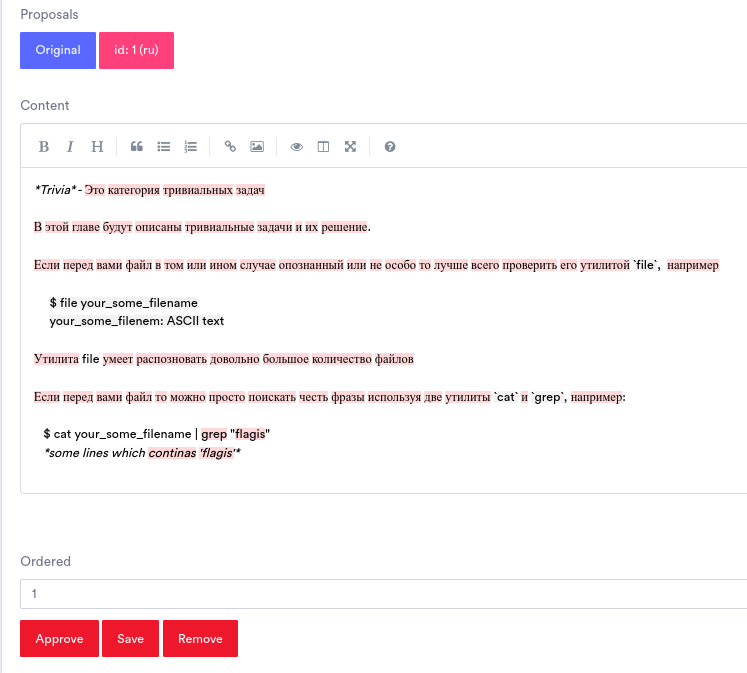 Proposals
Original id: 1 (ru)
Content
B I H
*Trivia* - Это категория тривиальных задач
В этой главе будут описаны тривиальные задачи и их решение.
Если перед вами файл в том или ином случае опознанный или не особо то лучше всего проверить его утилитой `file`, например
$ file your_some_filename
your_some_filenem: ASCII text
Утилита file умеет распозновать довольно большое количество файлов
Если перед вами файл то можно просто поискать честь фразы используя две утилиты `cat` и `grep`, например:
$ cat your_some_filename | grep "flagis"
*some lines which continas 'flagis'*
Ordered
1
Approve Save Remove